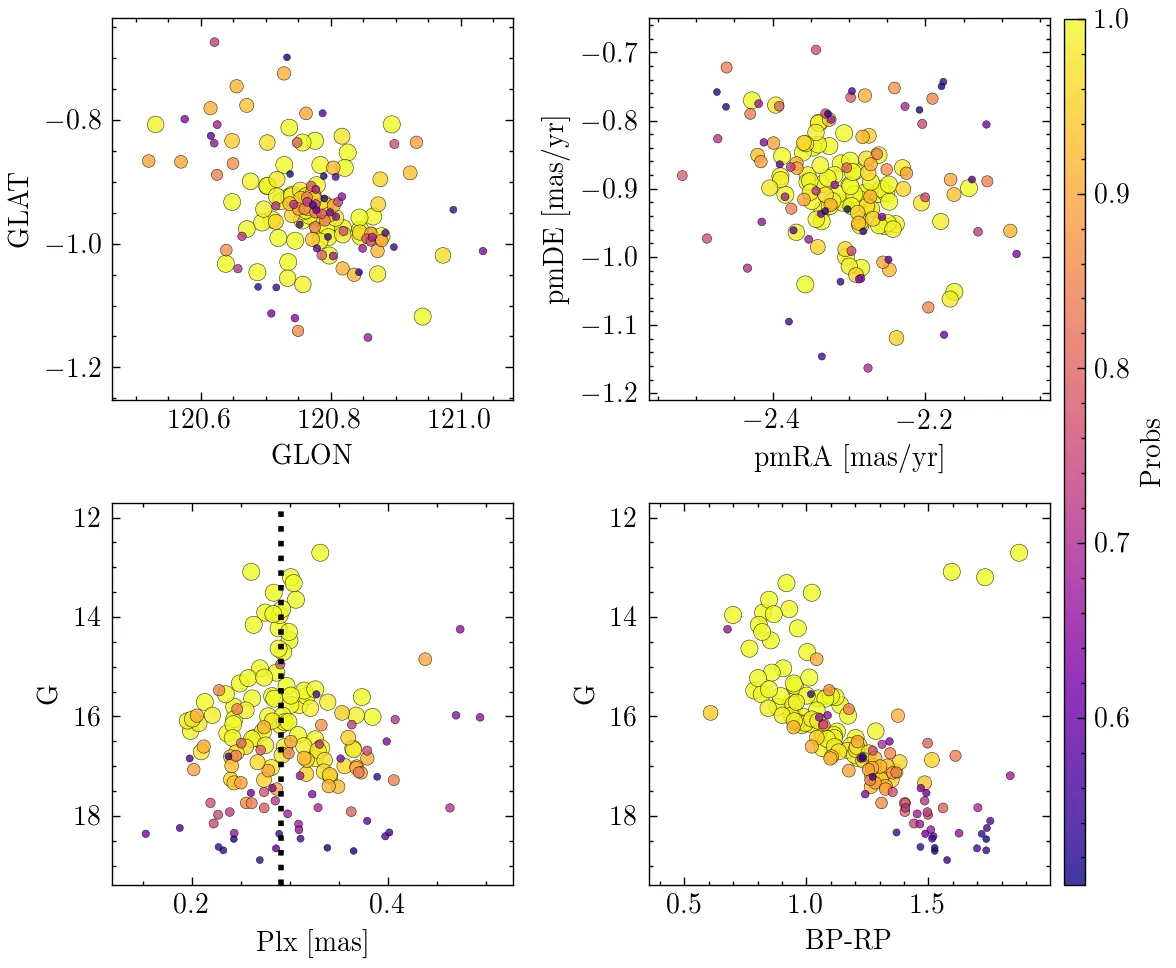 −0.8
−1.0
−1.2
GLAT
120.6 120.8 121.0
GLON
−0.7
−0.8
−0.9
−1.0
−1.1
−1.2
pmDE [mas/yr]
−2.4 −2.2
pmRA [mas/yr]
1.0
0.9
0.8
0.7
0.6
Probs
12
14
16
18
G
0.2 0.4
Plx [mas]
12
14
16
18
G
0.5 1.0 1.5
BP-RP